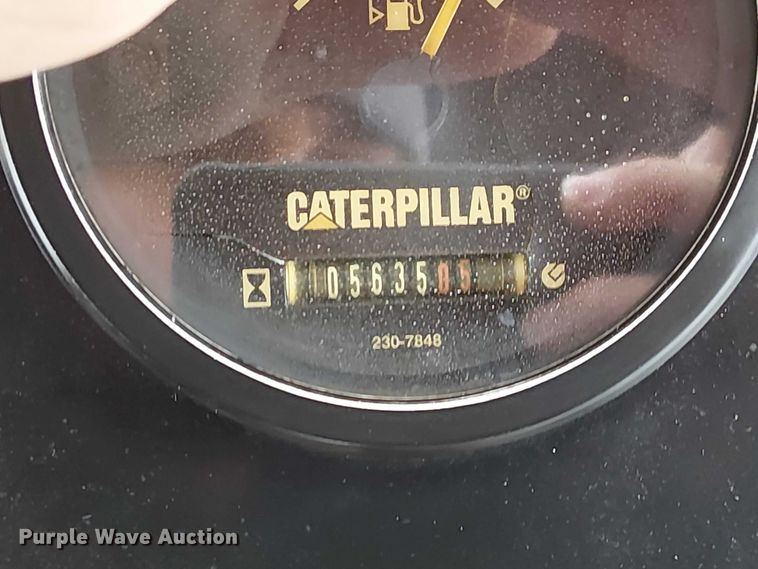 CATERPILLAR®
0563505
230-7848
Purple Wave Auction